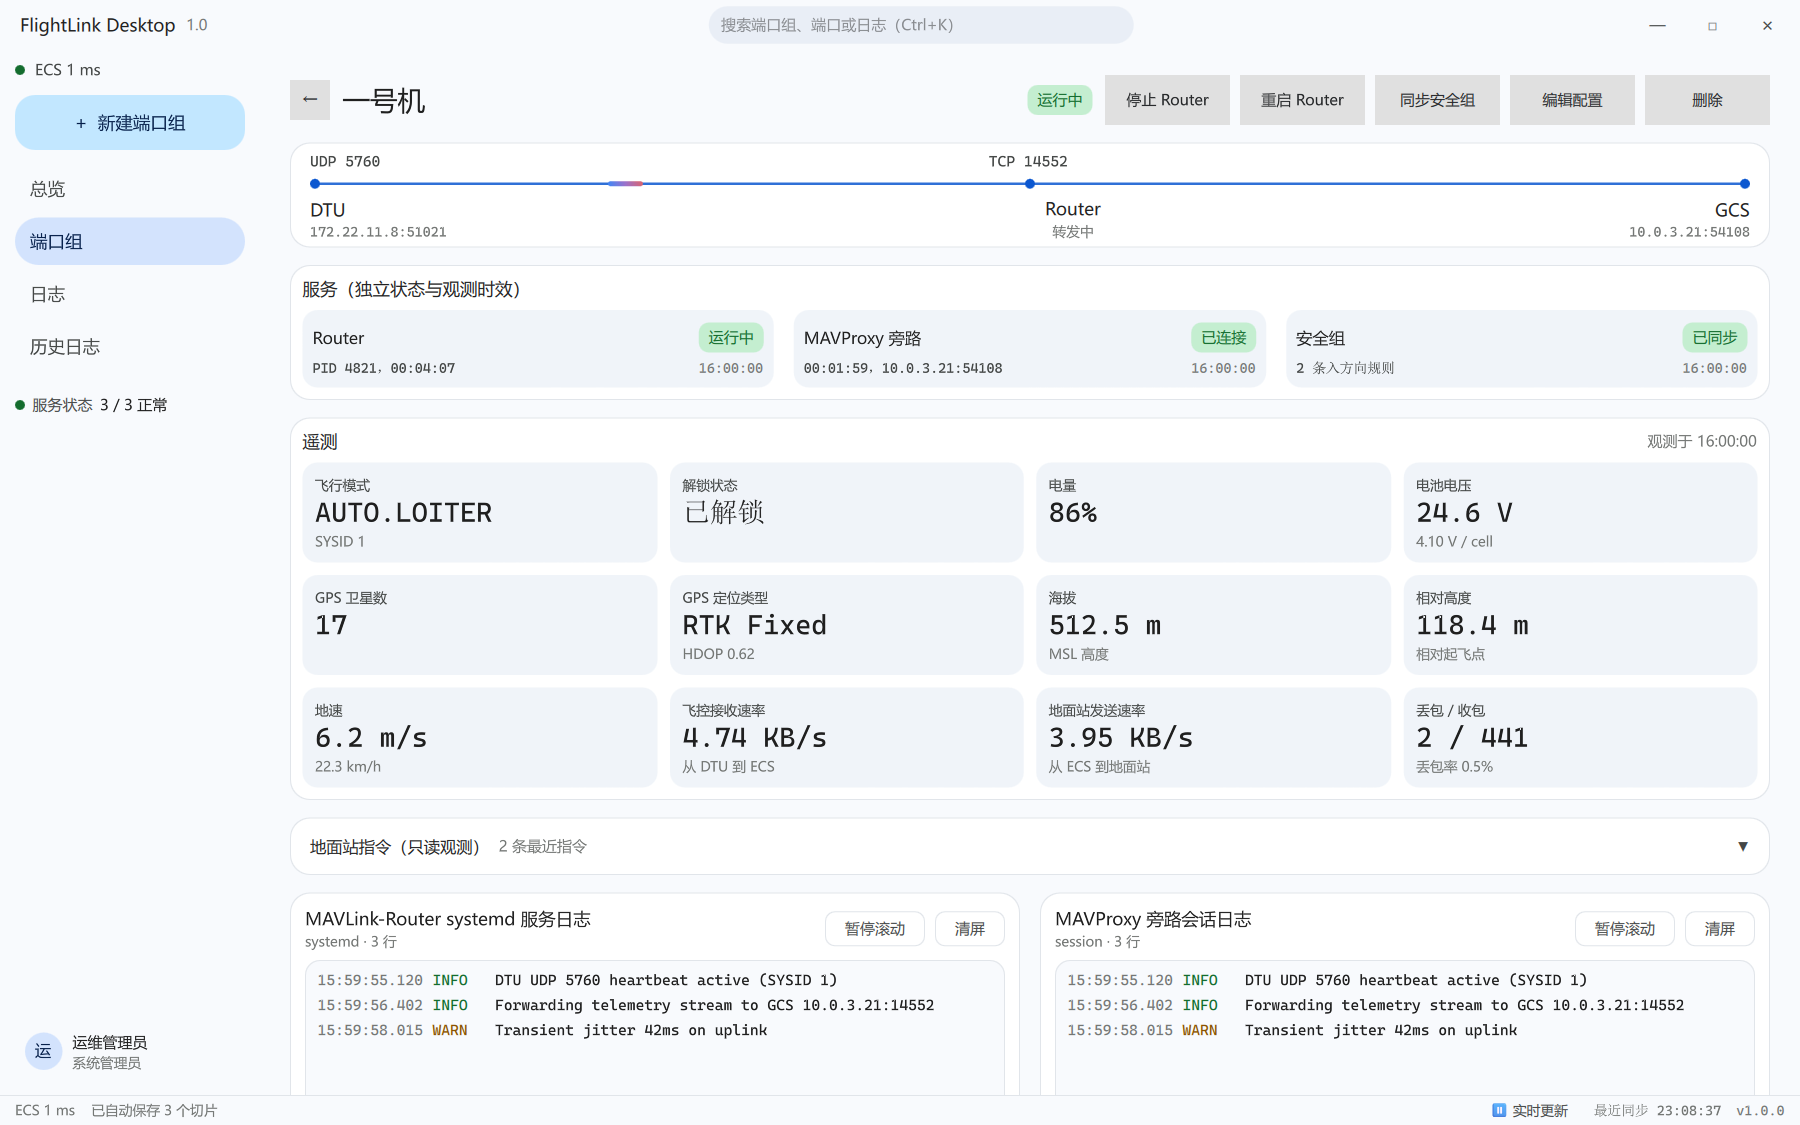 FlightLink Desktop 1.0
搜索端口组、端口或日志（Ctrl+K）
ECS 1 ms
+ 新建端口组
总览
端口组
日志
历史日志
服务状态 3 / 3 正常
运 运维管理员
系统管理员
← 一号机
运行中 停止 Router 重启 Router 同步安全组 编辑配置 删除
UDP 5760 TCP 14552
DTU Router GCS
172.22.11.8:51021 转发中 10.0.3.21:54108
服务（独立状态与观测时效）
Router 运行中
PID 4821, 00:04:07 16:00:00
MAVProxy 旁路 已连接
00:01:59, 10.0.3.21:54108 16:00:00
安全组 已同步
2 条入方向规则 16:00:00
遥测 观测于 16:00:00
飞行模式
AUTO.LOITER
SYSID 1
解锁状态
已解锁
电量
86%
电池电压
24.6 V
4.10 V / cell
GPS 卫星数
17
GPS 定位类型
RTK Fixed
HDOP 0.62
海拔
512.5 m
MSL 高度
相对高度
118.4 m
相对起飞点
地速
6.2 m/s
22.3 km/h
飞控接收速率
4.74 KB/s
从 DTU 到 ECS
地面站发送速率
3.95 KB/s
从 ECS 到地面站
丢包 / 收包
2 / 441
丢包率 0.5%
地面站指令（只读观测） 2 条最近指令 ▼
MAVLink-Router systemd 服务日志
systemd · 3 行
暂停滚动 清屏
15:59:55.120 INFO DTU UDP 5760 heartbeat active (SYSID 1)
15:59:56.402 INFO Forwarding telemetry stream to GCS 10.0.3.21:14552
15:59:58.015 WARN Transient jitter 42ms on uplink
MAVProxy 旁路会话日志
session · 3 行
暂停滚动 清屏
15:59:55.120 INFO DTU UDP 5760 heartbeat active (SYSID 1)
15:59:56.402 INFO Forwarding telemetry stream to GCS 10.0.3.21:14552
15:59:58.015 WARN Transient jitter 42ms on uplink
ECS 1 ms 已自动保存 3 个切片
实时更新 最近同步 23:08:37 v1.0.0